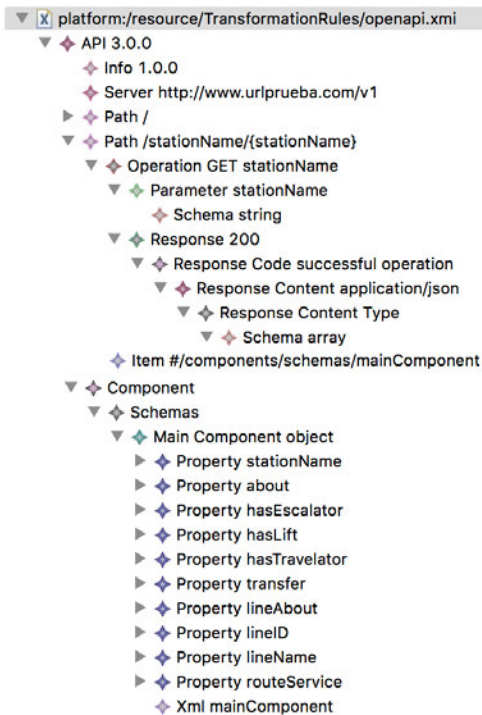 platform:/resource/TransformationRules/openapi.xmi
API 3.0.0
Info 1.0.0
Server http://www.urlprueba.com/v1
Path /
Path /stationName/{stationName}
Operation GET stationName
Parameter stationName
Schema string
Response 200
Response Code successful operation
Response Content application/json
Response Content Type
Schema array
Item #/components/schemas/mainComponent
Component
Schemas
Main Component object
Property stationName
Property about
Property hasEscalator
Property hasLift
Property hasTravelator
Property transfer
Property lineAbout
Property lineID
Property lineName
Property routeService
Xml mainComponent